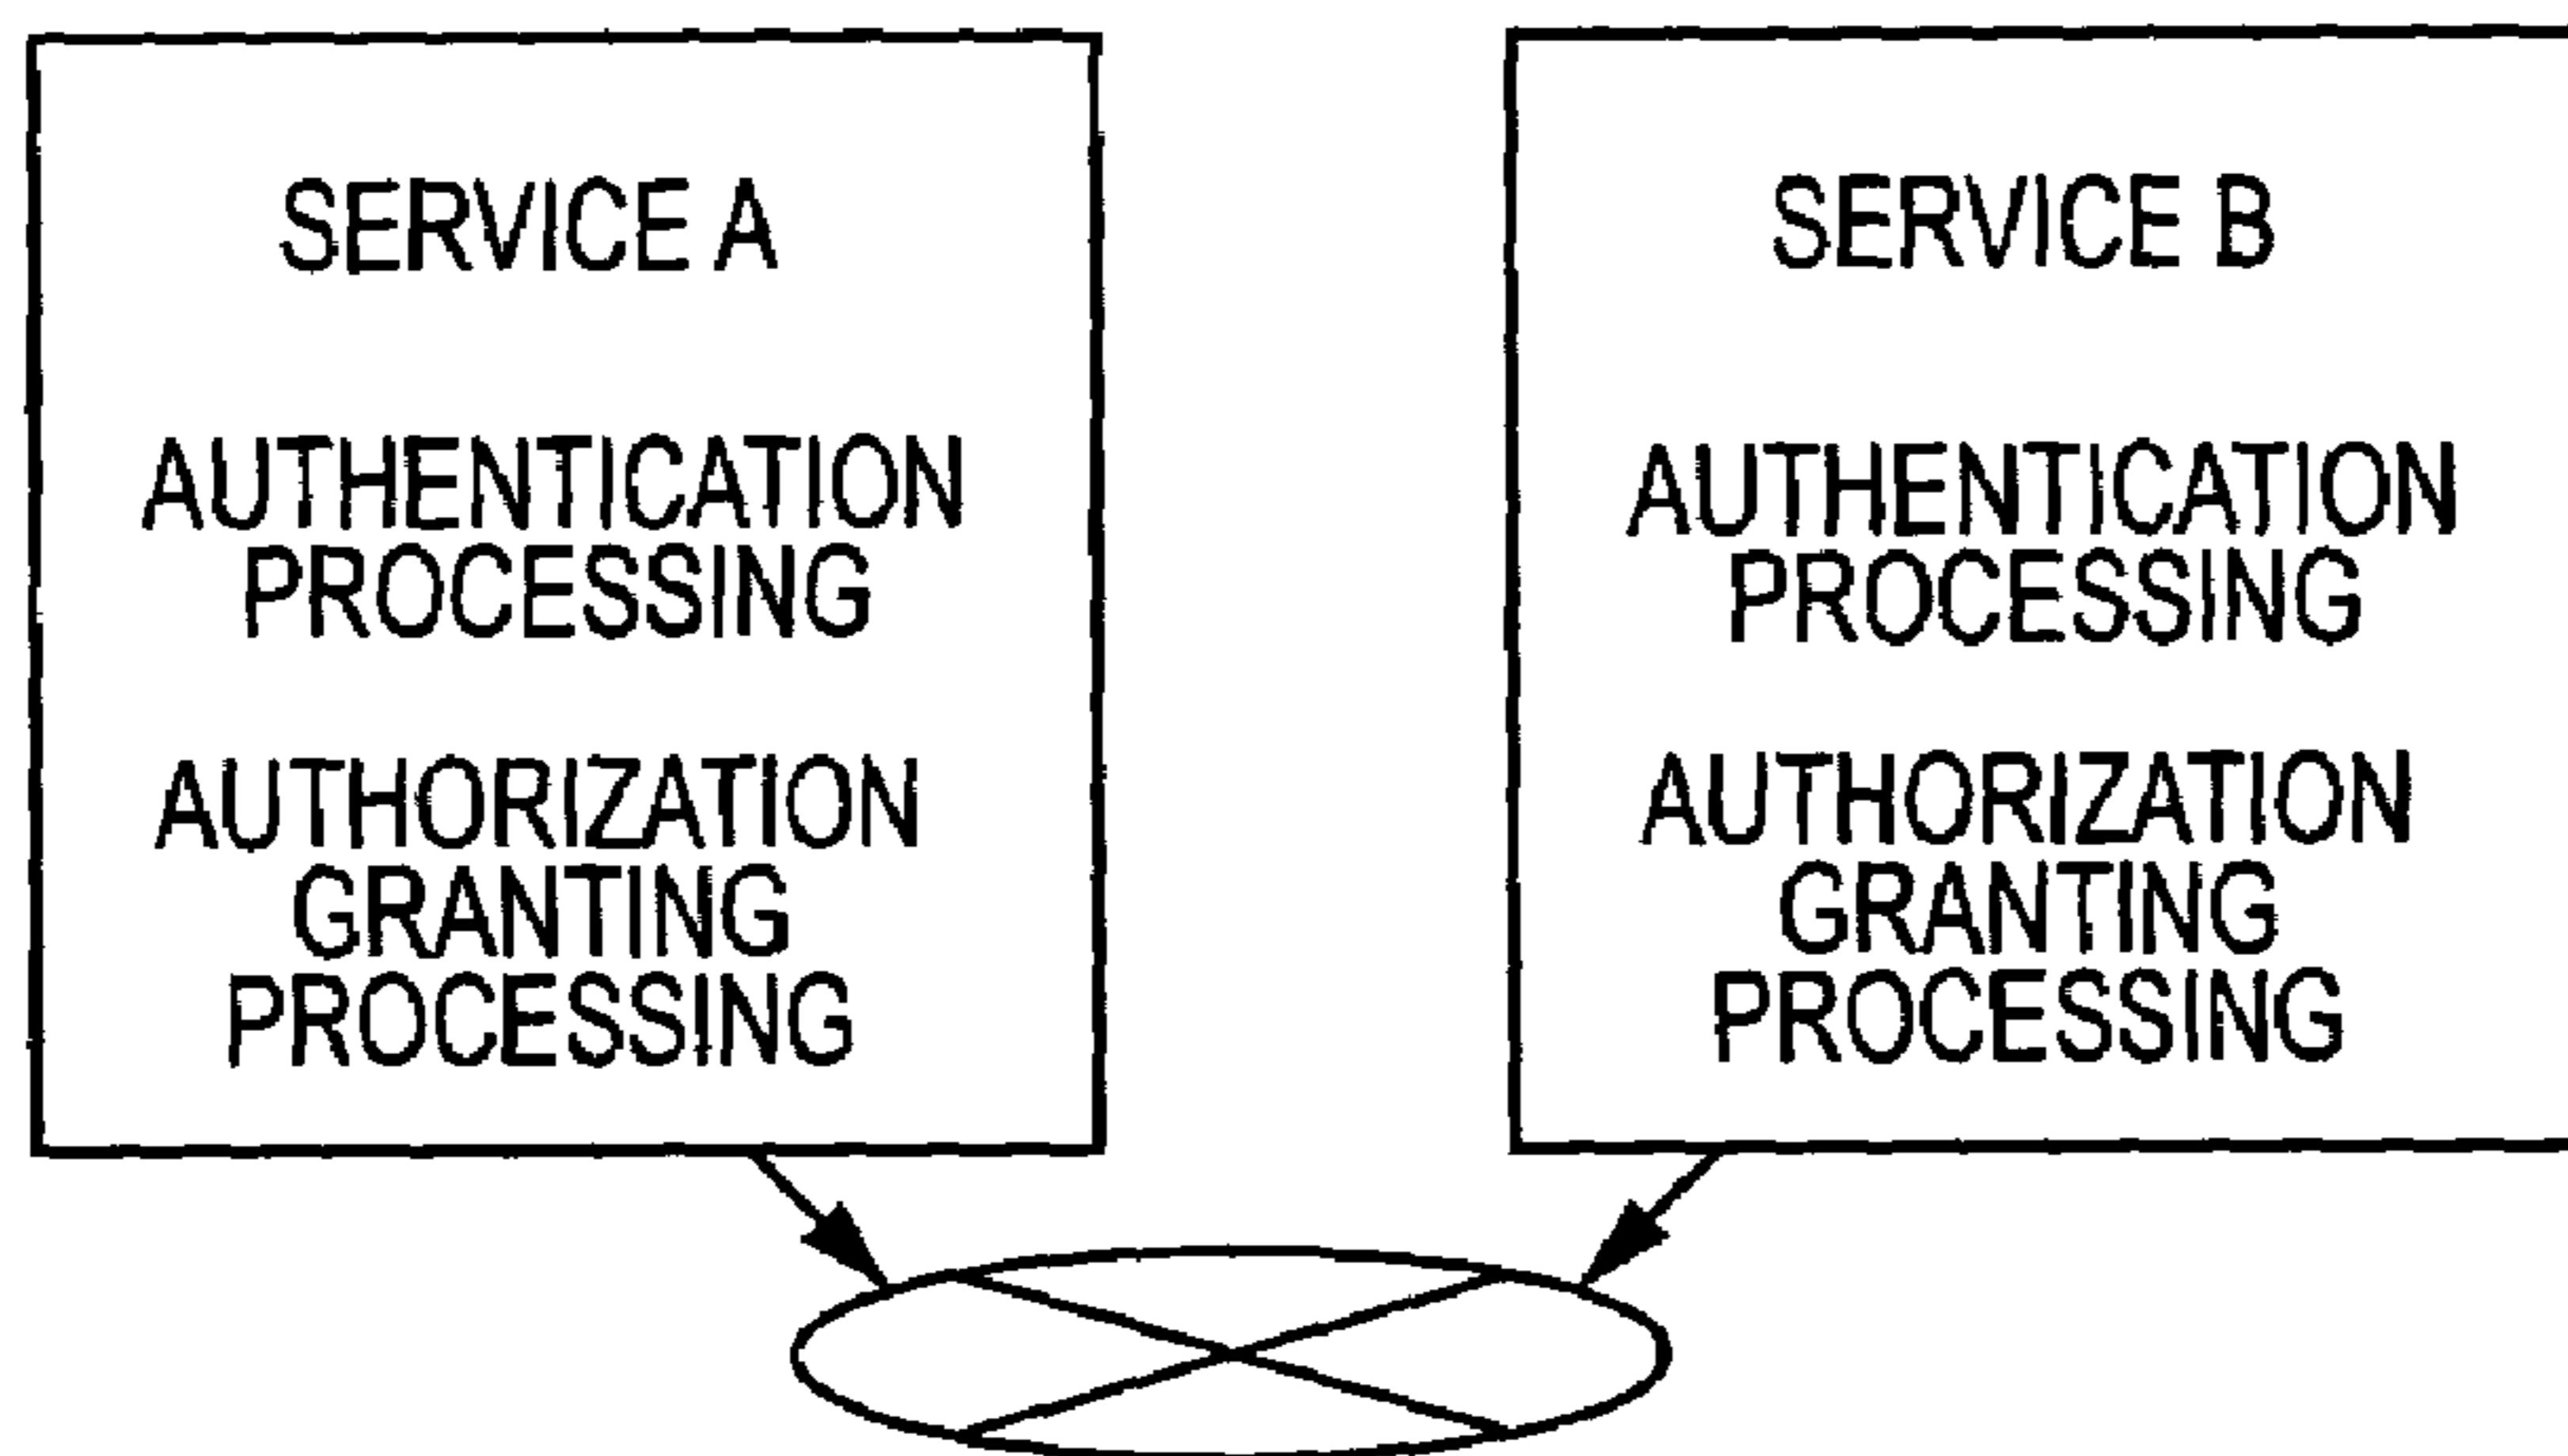 SERVICE A
AUTHENTICATION
PROCESSING
AUTHORIZATION
GRANTING
PROCESSING
SERVICE B
AUTHENTICATION
PROCESSING
AUTHORIZATION
GRANTING
PROCESSING